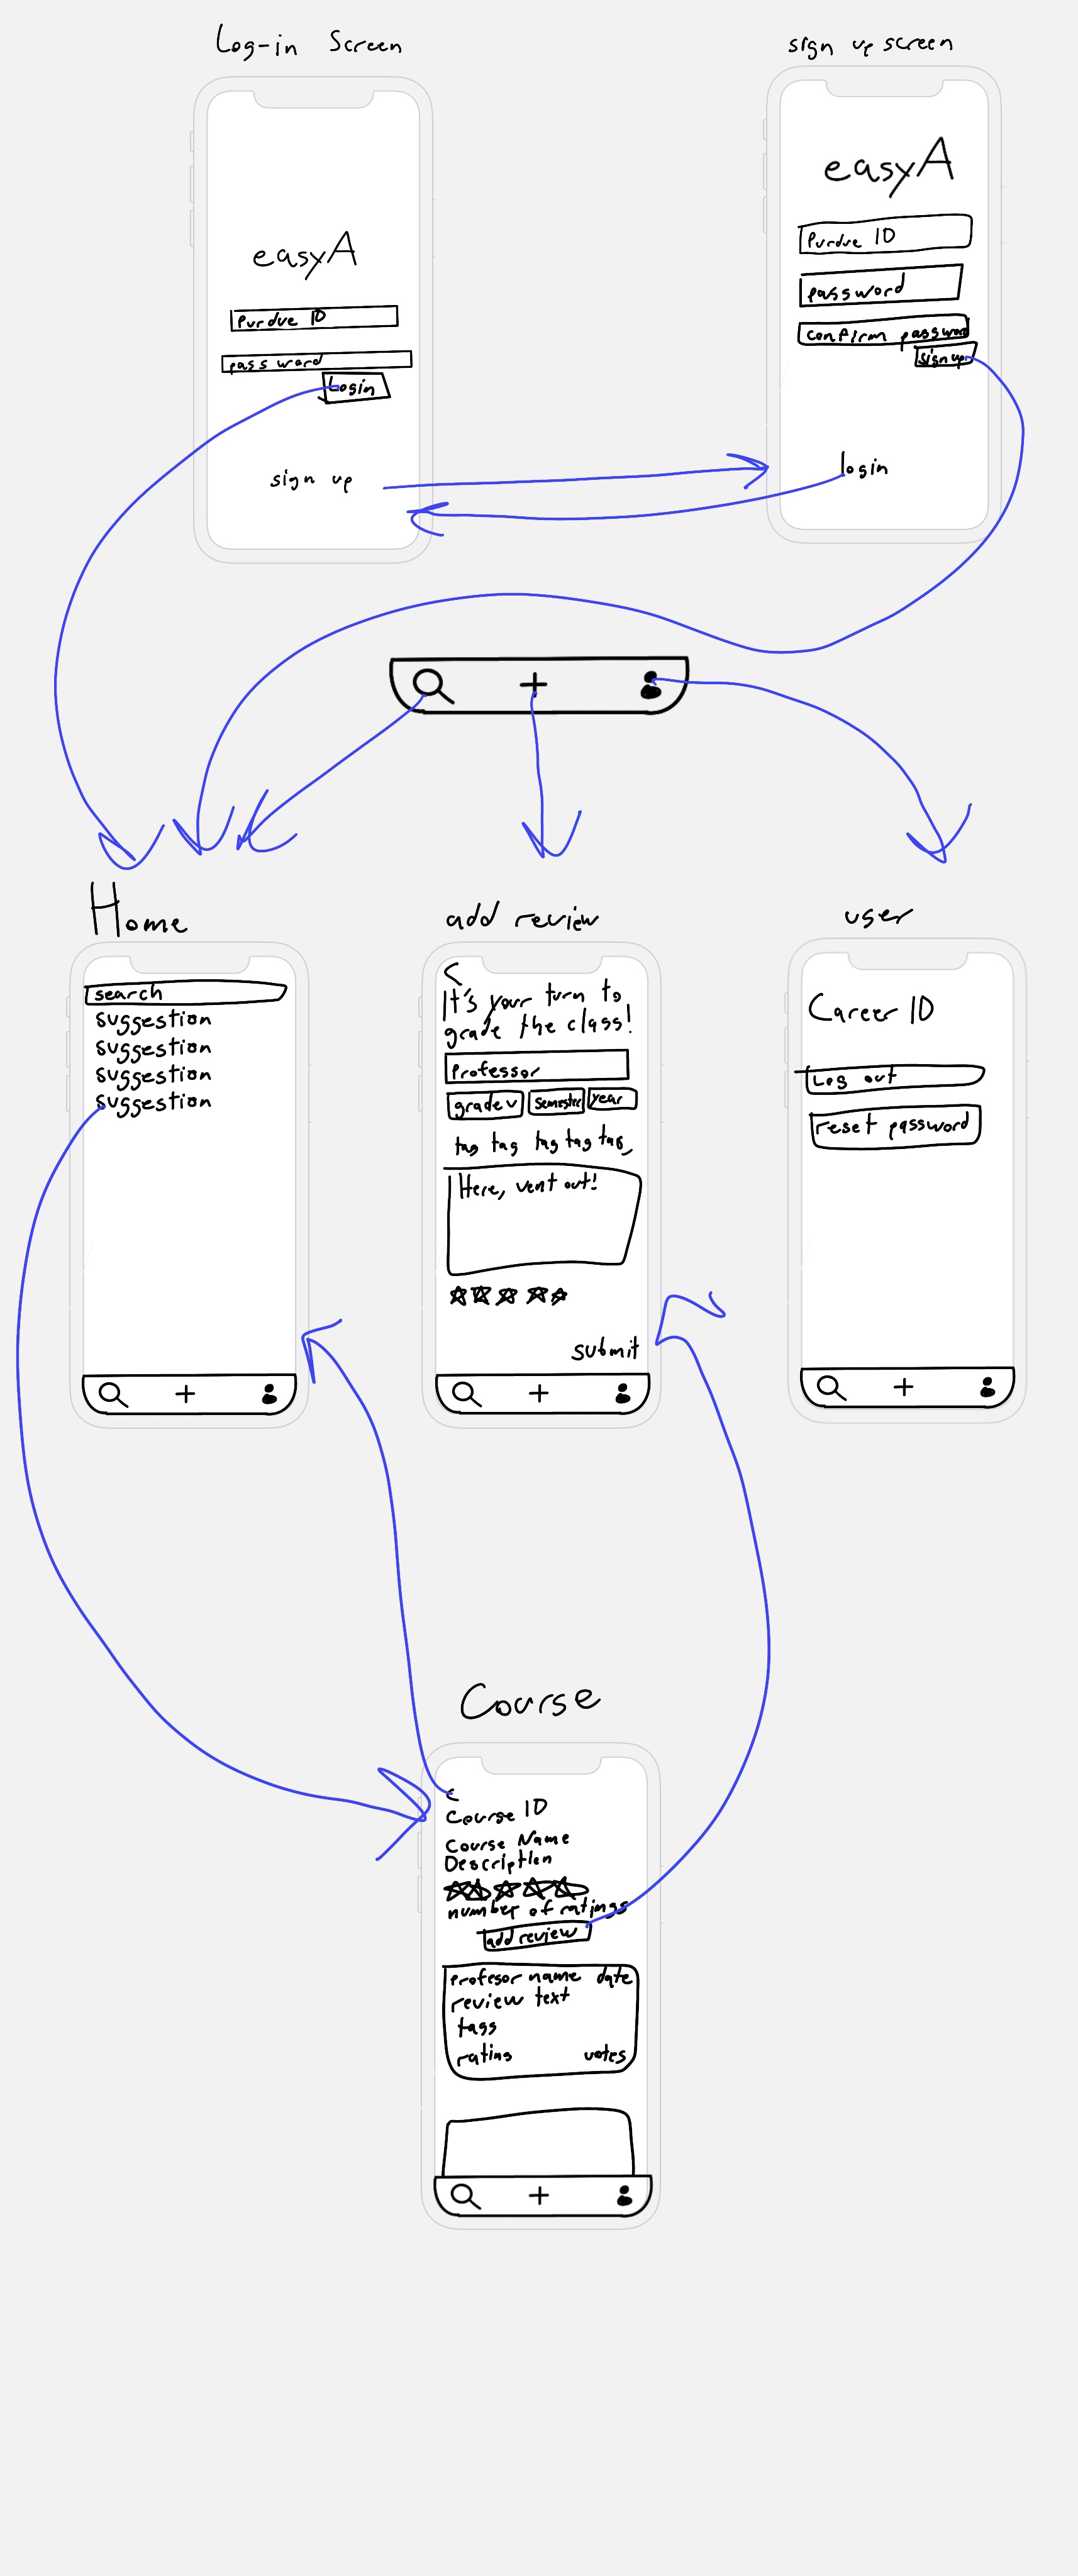 Log-in Screen
sign up screen
easyA
Purdue ID
password
Login
sign up
easyA
Purdue ID
password
confirm password
sign up
login
Home
search
suggestion
suggestion
suggestion
suggestion
add review
It's your turn to
grade the class!
Professor
grade v
Semester
year
tag tag tag tag tag
Here, vent out!
submit
user
Career ID
Log out
reset password
Course
Course ID
Course Name
Description
number of ratings
add review
Profesor name date
review text
tags
rating votes